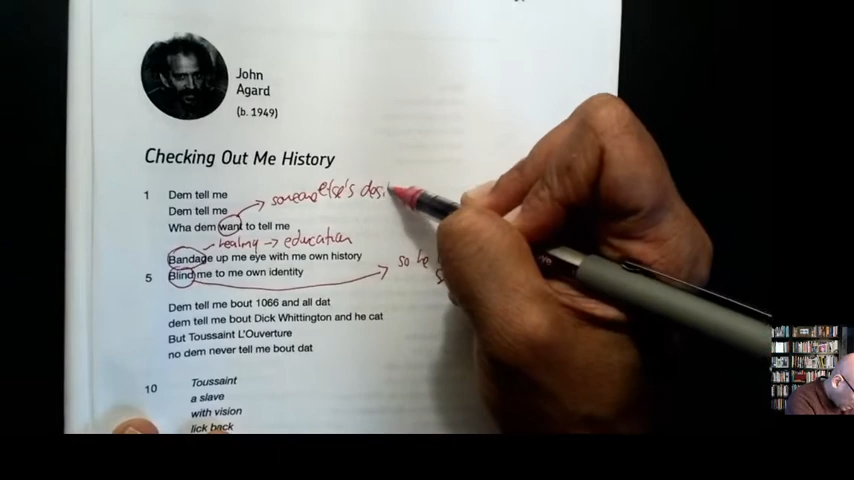 John
Agard
(b. 1949)
Checking Out Me History
1 Dem tell me
Dem tell me
someone else's
Wha dem want to tell me
healing → education
Bandage up me eye with me own history
so he
5 Blind me to me own identity
Dem tell me bout 1066 and all dat
dem tell me bout Dick Whittington and he cat
But Toussaint L'Ouverture
no dem never tell me bout dat
10 Toussaint
a slave
with vision
lick back